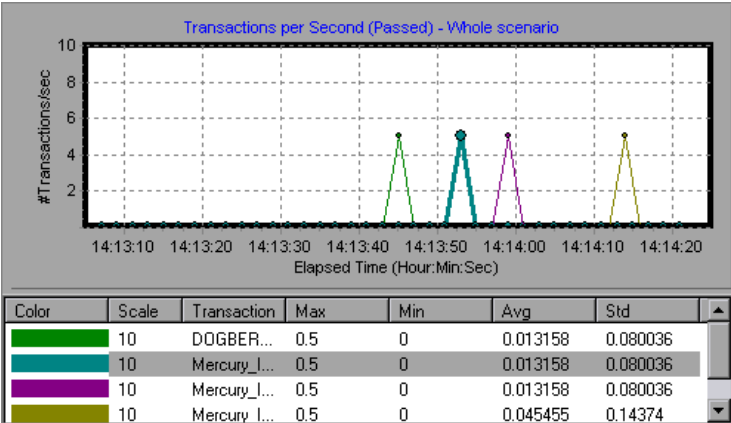 Transactions per Second (Passed) - Whole scenario
#Transactions/sec
10
8
6
4
2
14:13:10 14:13:20 14:13:30 14:13:40 14:13:50 14:14:00 14:14:10 14:14:20
Elapsed Time (Hour:Min:Sec)
Color Scale Transaction Max Min Avg Std
10 DOGBER... 0.5 0 0.013158 0.080036
10 Mercury_I... 0.5 0 0.013158 0.080036
10 Mercury_I... 0.5 0 0.013158 0.080036
10 Mercury_I... 0.5 0 0.045455 0.14374